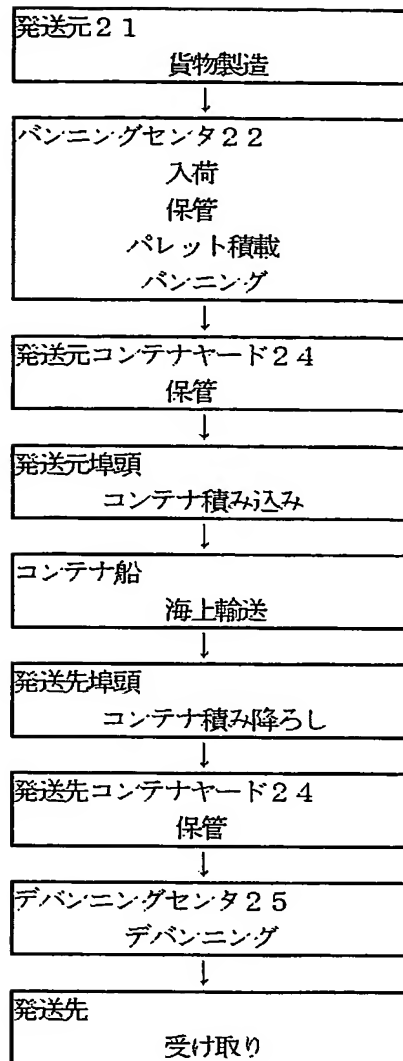 発送元２１
貨物製造
↓
バンニングセンタ２２
入荷
保管
パレット積載
バンニング
↓
発送元コンテナヤード２４
保管
↓
発送元埠頭
コンテナ積み込み
↓
コンテナ船
海上輸送
↓
発送先埠頭
コンテナ積み降ろし
↓
発送先コンテナヤード２４
保管
↓
デバンニングセンタ２５
デバンニング
↓
発送先
受け取り